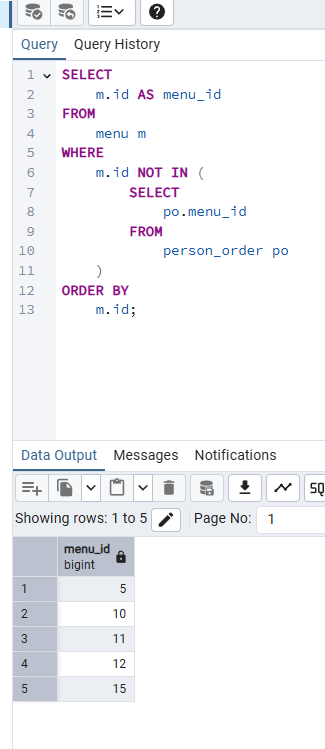 Query Query History
1 SELECT
2 m.id AS menu_id
3 FROM
4 menu m
5 WHERE
6 m.id NOT IN (
7 SELECT
8 po.menu_id
9 FROM
10 person_order po
11 )
12 ORDER BY
13 m.id;
Data Output Messages Notifications
SQ
Showing rows: 1 to 5 Page No: 1
menu_id
bigint
1 5
2 10
3 11
4 12
5 15